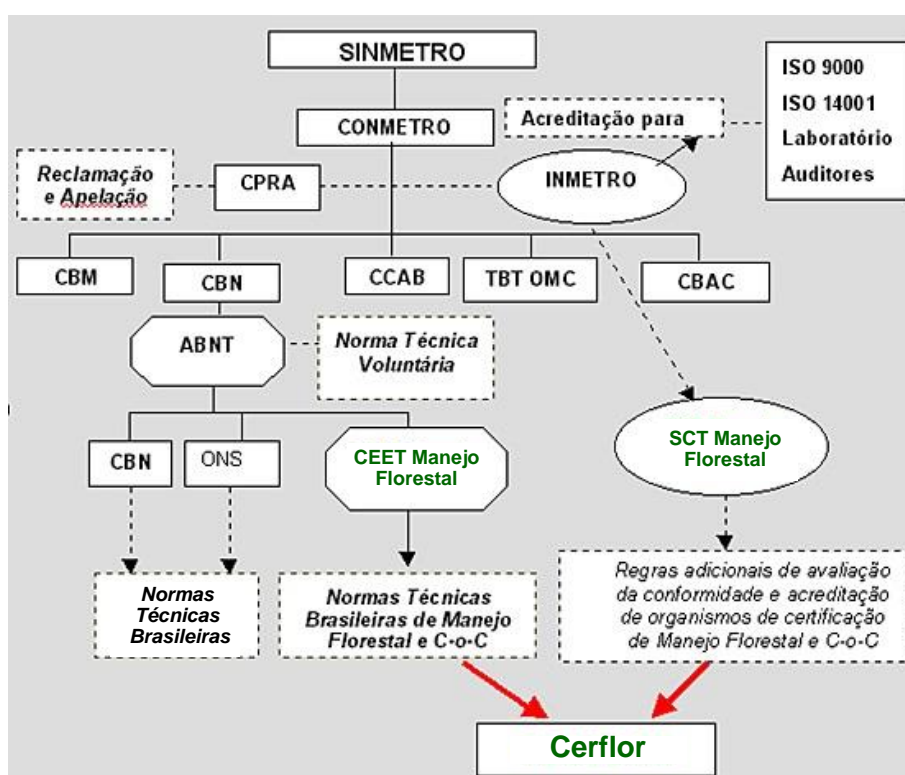 SINMETRO
CONMETRO
Acreditação para
ISO 9000
ISO 14001
Laboratório
Auditores
Reclamação
e Apelação
CPRA
INMETRO
CBM
CBN
CCAB
TBT OMC
CBAC
ABNT
Norma Técnica
Voluntária
CBN
ONS
CEET Manejo
Florestal
SCT Manejo
Florestal
Normas
Técnicas
Brasileiras
Normas Técnicas
Brasileiras de Manejo
Florestal e C-o-C
Regras adicionais de avaliação
da conformidade e acreditação
de organismos de certificação
de Manejo Florestal e C-o-C
Cerflor